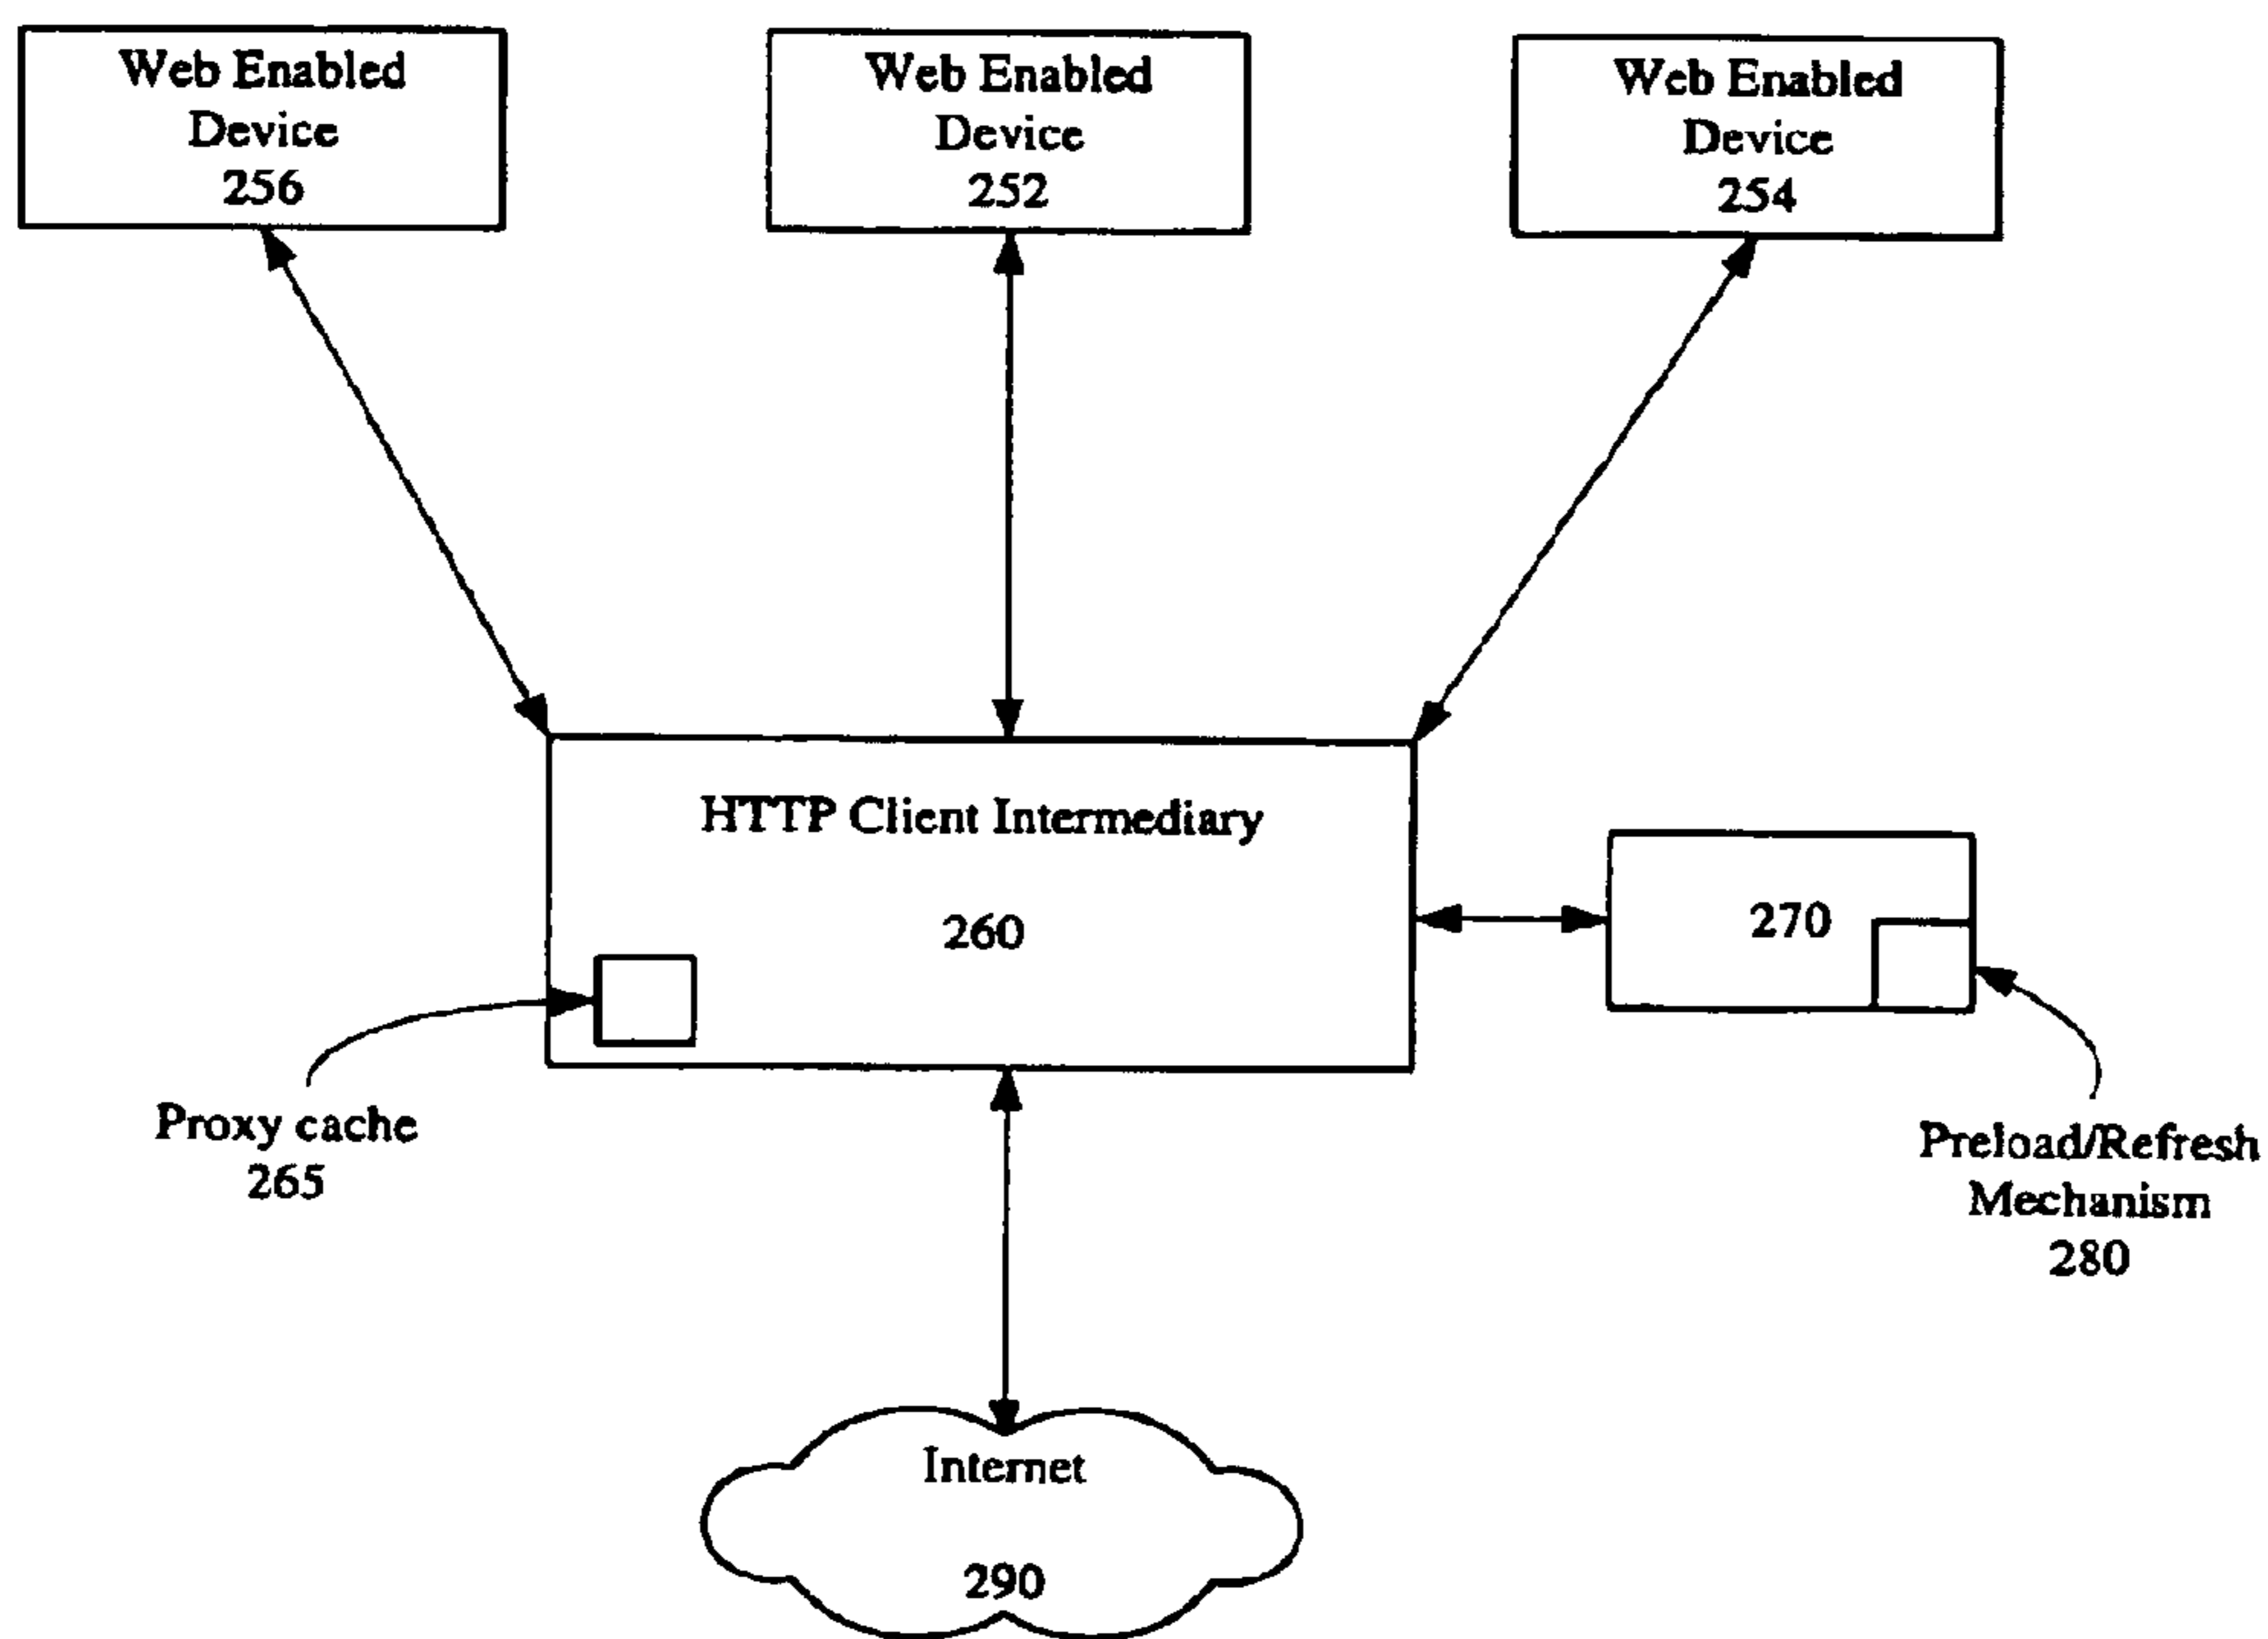 Web Enabled
Device
256
Web Enabled
Device
252
Web Enabled
Device
254
HTTP Client Intermediary
260
270
Proxy cache
265
Preload/Refresh
Mechanism
280
Internet
290